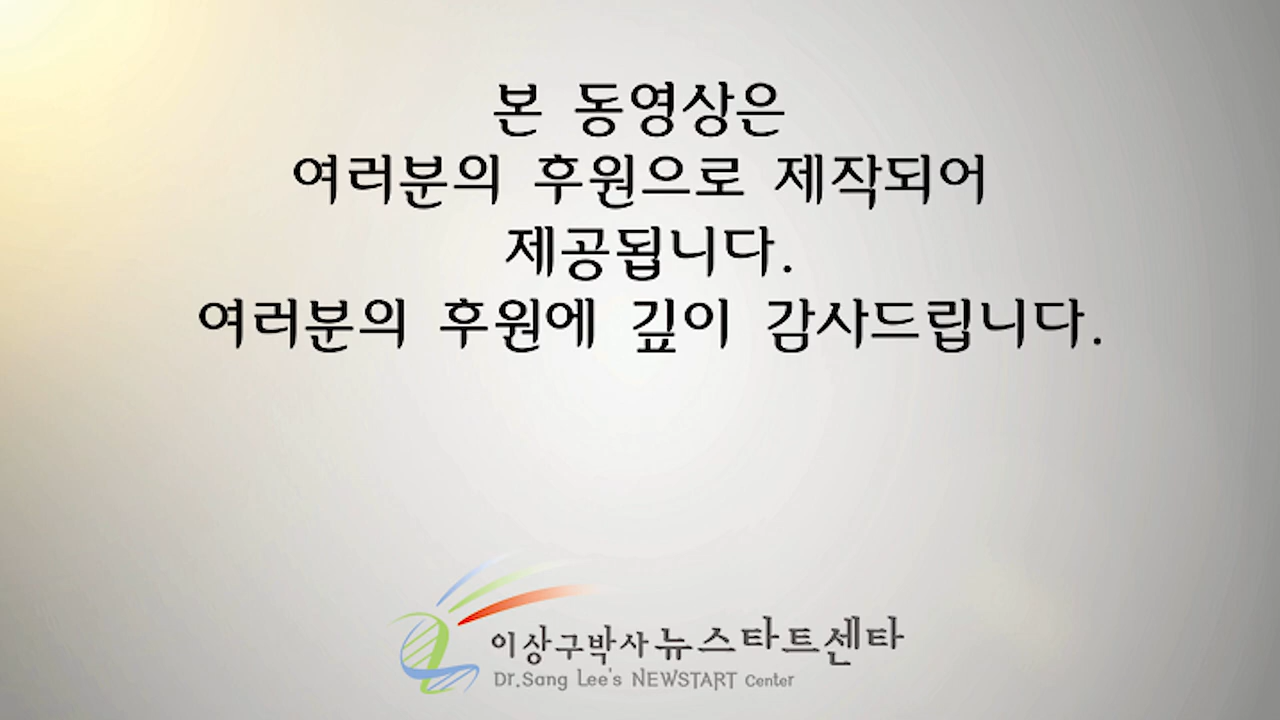 본 동영상은
여러분의 후원으로 제작되어
제공됩니다.
여러분의 후원에 깊이 감사드립니다.
이상구박사 뉴스타트센타
Dr.Sang Lee's NEWSTART Center